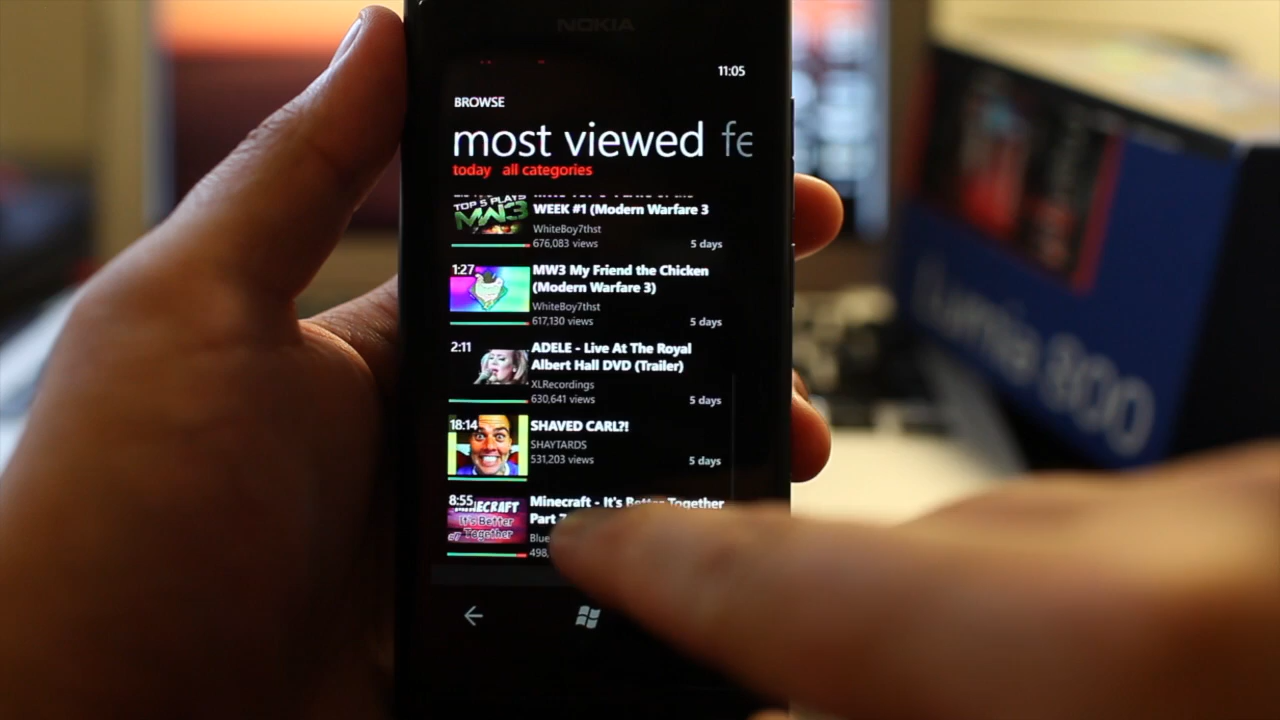 NOKIA
11:05
BROWSE
most viewed fe
today all categories
TOP 5 PLAYS
MW3
WEEK #1 (Modern Warfare 3
WhiteBoy7thst
676,083 views 5 days
1:27 MW3 My Friend the Chicken
(Modern Warfare 3)
WhiteBoy7thst
617,130 views 5 days
2:11 ADELE - Live At The Royal
Albert Hall DVD (Trailer)
XLRecordings
630,641 views 5 days
18:14 SHAVED CARL?!
SHAYTARDS
531,203 views 5 days
8:55 Minecraft - It's Better Together
Part
It's Better
Together
Blue
498,
Lumia 800